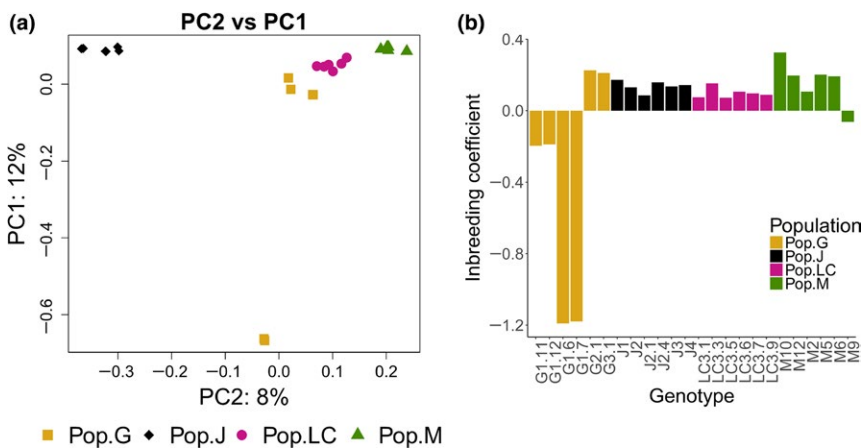 (a)
PC2 vs PC1
PC1: 12%
0.0
−0.2
−0.4
−0.6
−0.3
−0.2
−0.1
0.0
0.1
0.2
PC2: 8%
Pop.G Pop.J Pop.LC Pop.M
(b)
Inbreeding coefficient
0.4
0.0
−0.4
−0.8
−1.2
Population
Pop.G
Pop.J
Pop.LC
Pop.M
G1.11
G1.12
G1.6
G1.7
G2.1
G3.1
J1
J2
J2.1
J2.4
J3
J4
LC3.1
LC3.3
LC3.5
LC3.6
LC3.7
LC3.9
M10
M12
M2
M5
M6
M9
Genotype